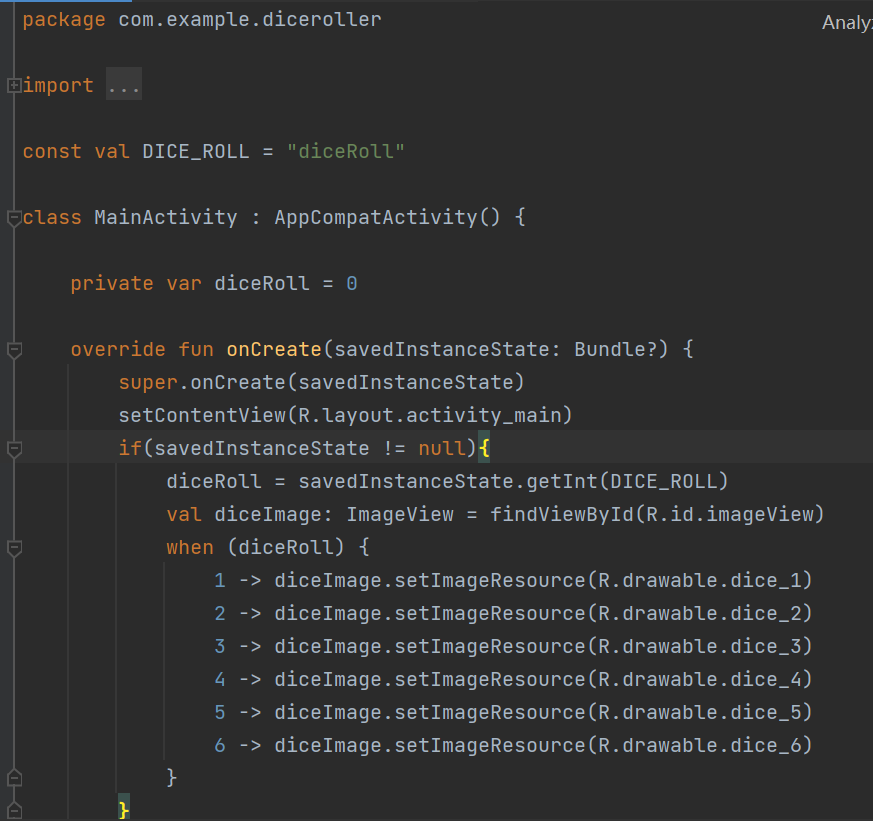 package com.example.diceroller
Analy
import ...
const val DICE_ROLL = "diceRoll"
class MainActivity : AppCompatActivity() {
    private var diceRoll = 0
    override fun onCreate(savedInstanceState: Bundle?) {
        super.onCreate(savedInstanceState)
        setContentView(R.layout.activity_main)
        if(savedInstanceState != null){
            diceRoll = savedInstanceState.getInt(DICE_ROLL)
            val diceImage: ImageView = findViewById(R.id.imageView)
            when (diceRoll) {
                1 -> diceImage.setImageResource(R.drawable.dice_1)
                2 -> diceImage.setImageResource(R.drawable.dice_2)
                3 -> diceImage.setImageResource(R.drawable.dice_3)
                4 -> diceImage.setImageResource(R.drawable.dice_4)
                5 -> diceImage.setImageResource(R.drawable.dice_5)
                6 -> diceImage.setImageResource(R.drawable.dice_6)
            }
        }